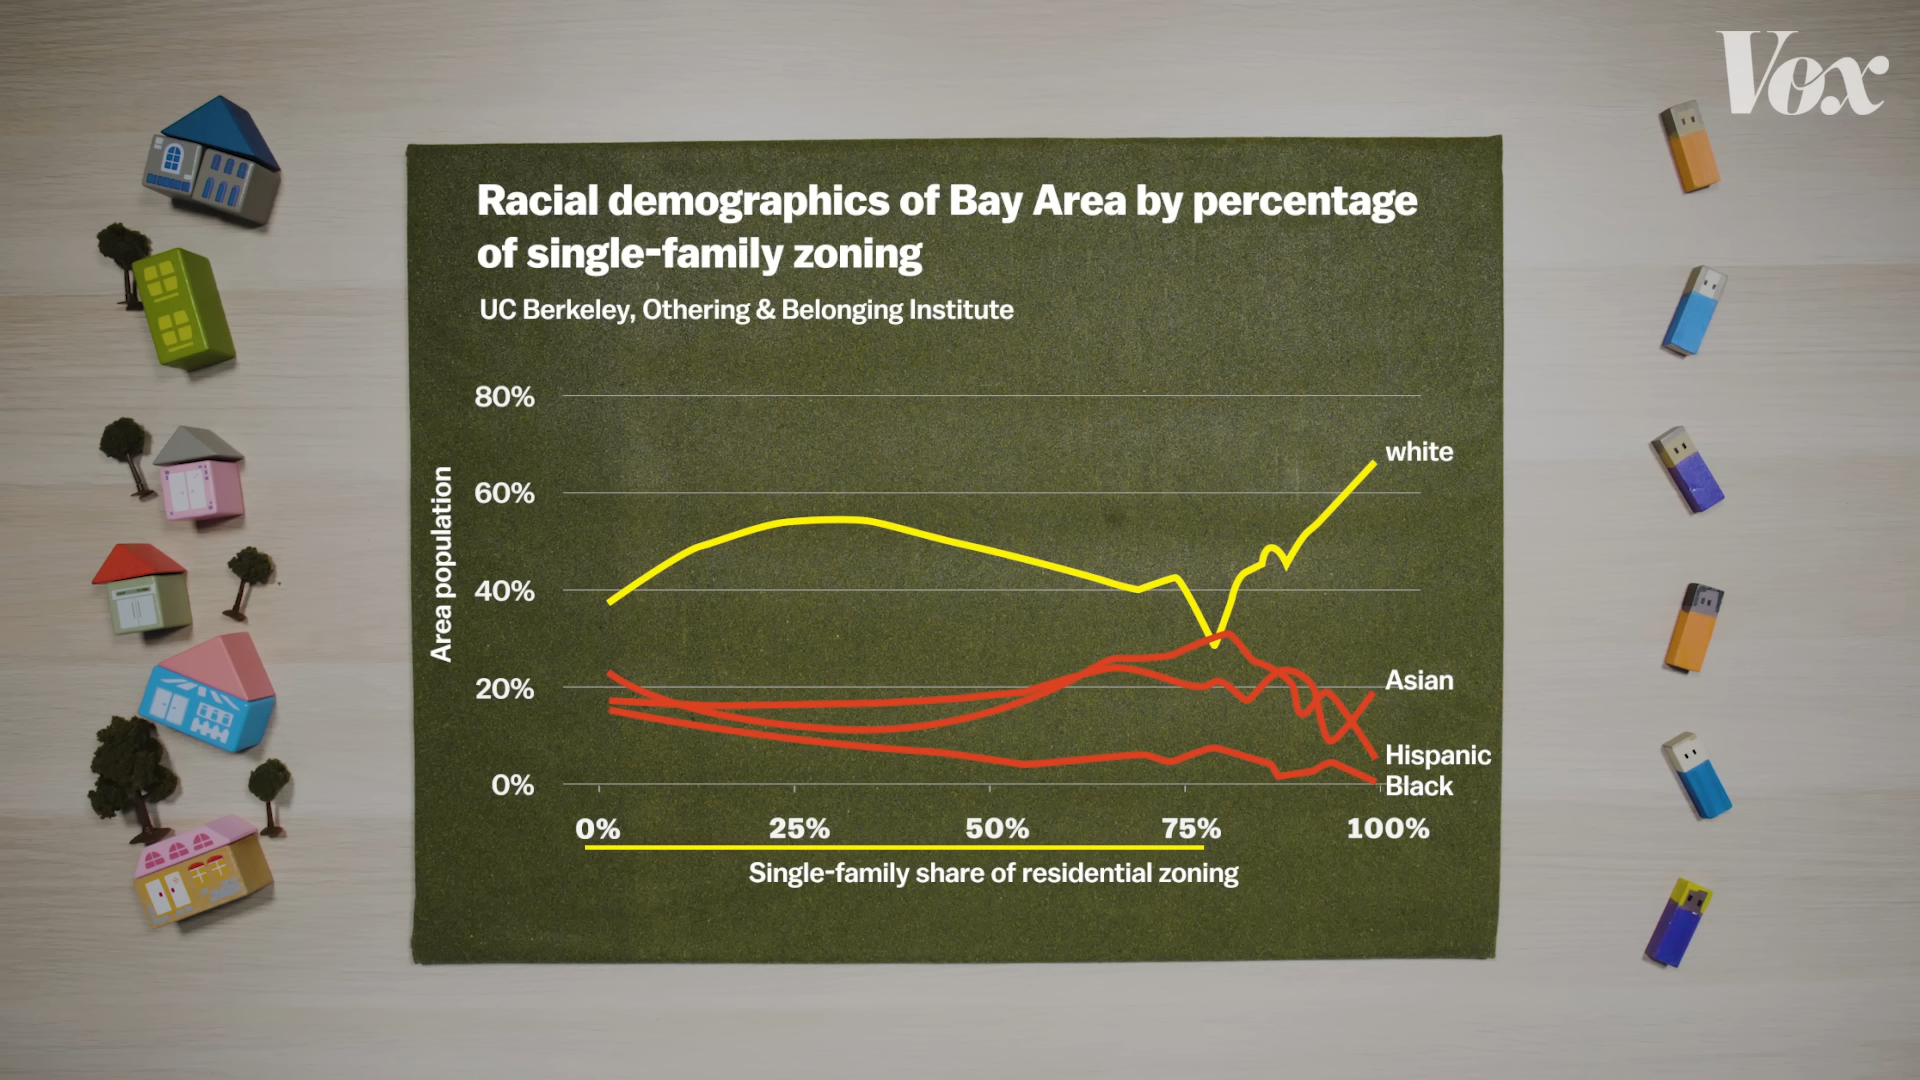 Vox
Racial demographics of Bay Area by percentage
of single-family zoning
UC Berkeley, Othering & Belonging Institute
Area population
80%
60%
40%
20%
0%
white
Asian
Hispanic
Black
0% 25% 50% 75% 100%
Single-family share of residential zoning